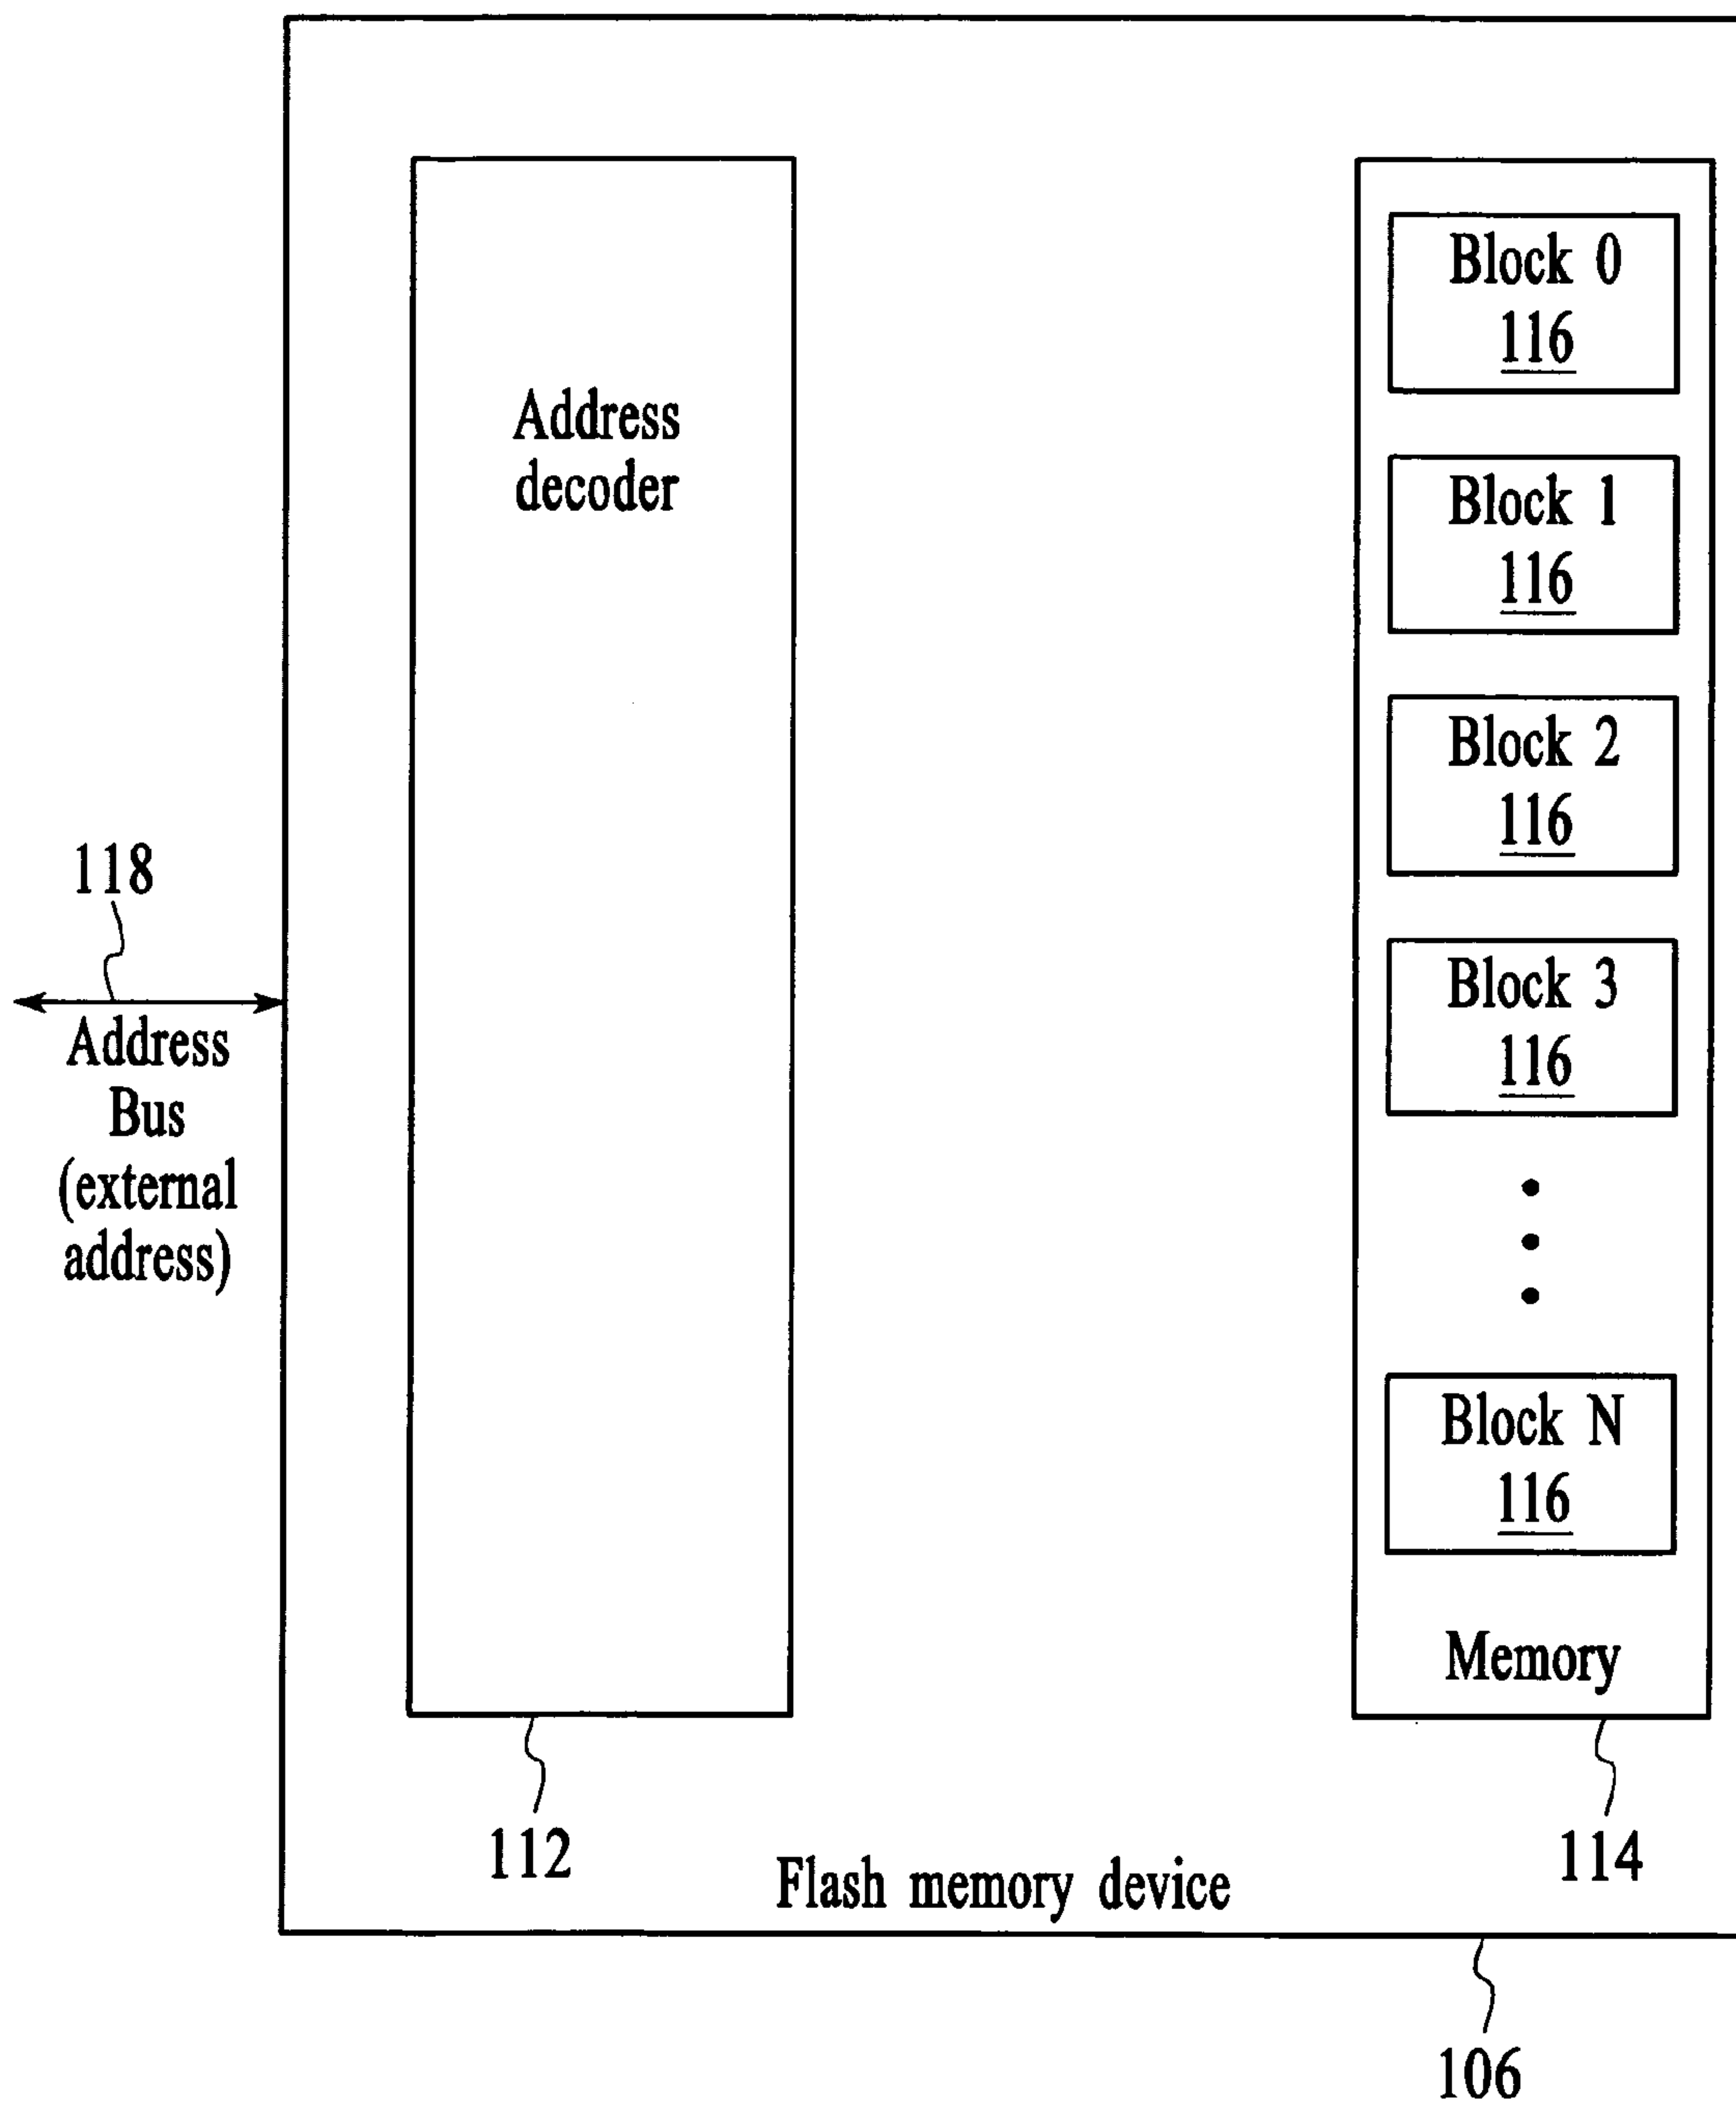 Block 0
116
Address
decoder
Block 1
116
Block 2
116
118
Block 3
116
Address
Bus
(external
address)
Block N
116
Memory
112
114
Flash memory device
106